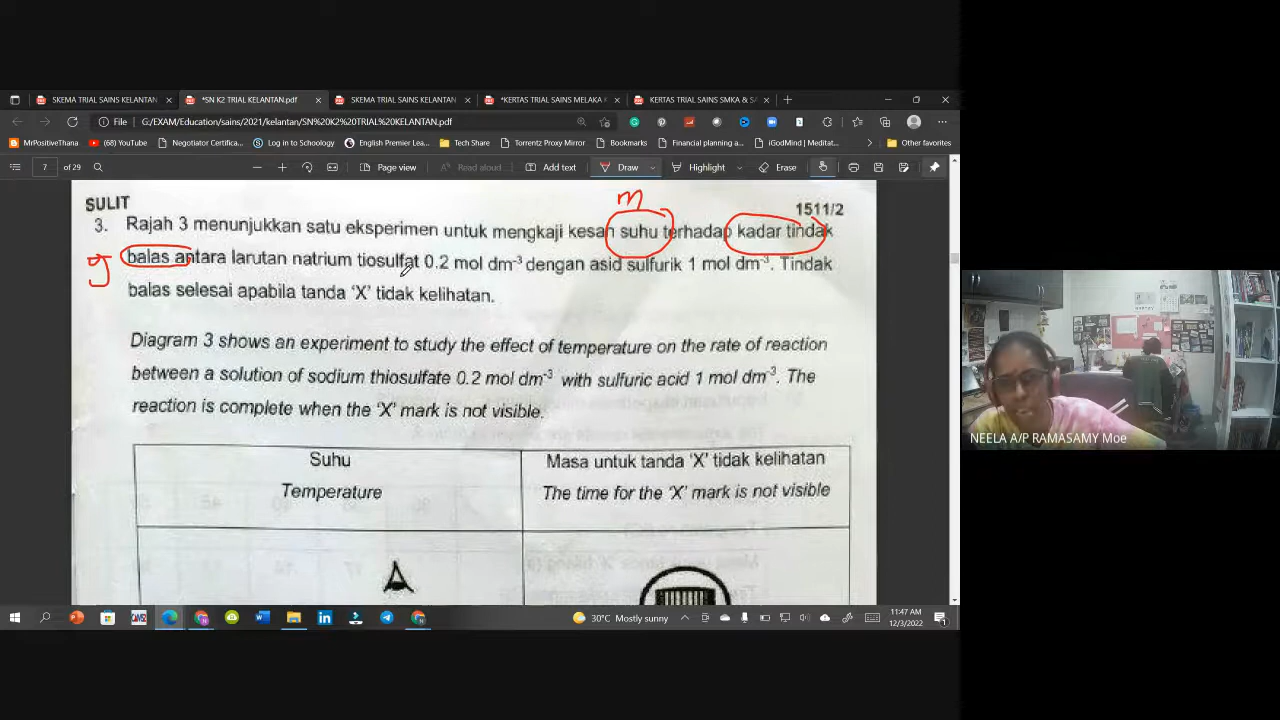 SKEMA TRIAL SAINS KELANTAN
*SN K2 TRIAL KELANTAN.pdf
SKEMA TRIAL SAINS KELANTAN
*KERTAS TRIAL SAINS MELAKA
KERTAS TRIAL SAINS SMKA &
File
G:/EXAM/Education/sains/2021/kelantan/SN%20K2%20TRIAL%20KELANTAN.pdf
MrPositiveThana
(68) YouTube
Negotiator Certifica...
Log in to Schoology
English Premier Lea...
Tech Share
Torrentz Proxy Mirror
Bookmarks
Financial planning a...
iGodMind | Godaddy
Other favorites
7 of 29
Page view
Read aloud
Add text
Draw
Highlight
Erase
m
SULIT
1511/2
3. Rajah 3 menunjukkan satu eksperimen untuk mengkaji kesan suhu terhadap kadar tindak
g
balas antara larutan natrium tiosulfat 0.2 mol dm⁻³ dengan asid sulfurik 1 mol dm⁻³. Tindak
balas selesai apabila tanda 'X' tidak kelihatan.
Diagram 3 shows an experiment to study the effect of temperature on the rate of reaction
between a solution of sodium thiosulfate 0.2 mol dm⁻³ with sulfuric acid 1 mol dm⁻³. The
reaction is complete when the 'X' mark is not visible.
Suhu
Temperature
Masa untuk tanda 'X' tidak kelihatan
The time for the 'X' mark is not visible
NEELA A/P RAMASAMY Moe
30°C Mostly sunny
11:47 AM
12/3/2022